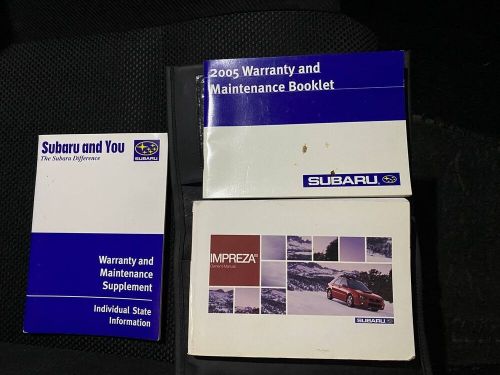 2005 Warranty and
Maintenance Booklet
SUBARU
Subaru and You
The Subaru Difference
SUBARU
Warranty and
Maintenance
Supplement
Individual State
Information
IMPREZA
Owner's Manual
SUBARU